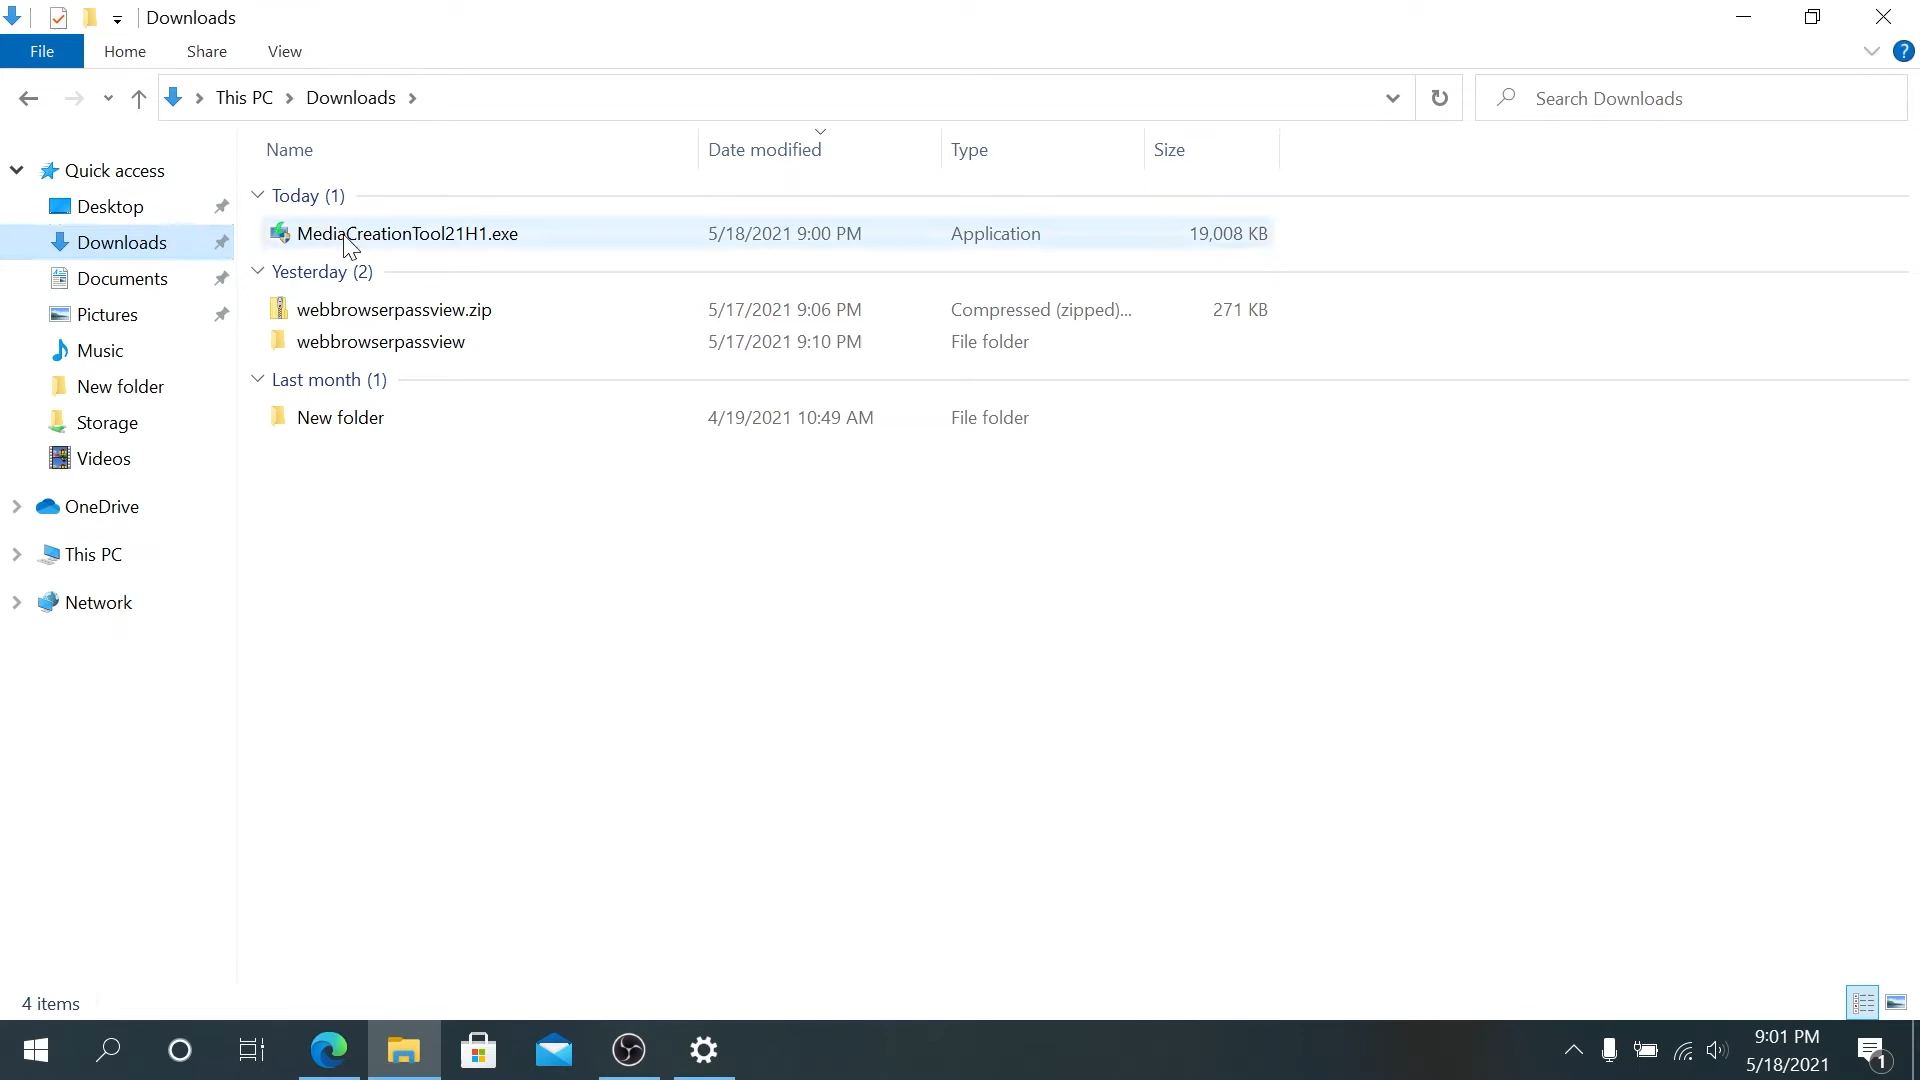 Downloads
File Home Share View
?
This PC Downloads
Search Downloads
Name Date modified Type Size
Quick access
Desktop
Downloads
Documents
Pictures
Music
New folder
Storage
Videos
OneDrive
This PC
Network
Today (1)
MediaCreationTool21H1.exe 5/18/2021 9:00 PM Application 19,008 KB
Yesterday (2)
webbrowserpassview.zip 5/17/2021 9:06 PM Compressed (zipped)... 271 KB
webbrowserpassview 5/17/2021 9:10 PM File folder
Last month (1)
New folder 4/19/2021 10:49 AM File folder
4 items
9:01 PM
5/18/2021
1